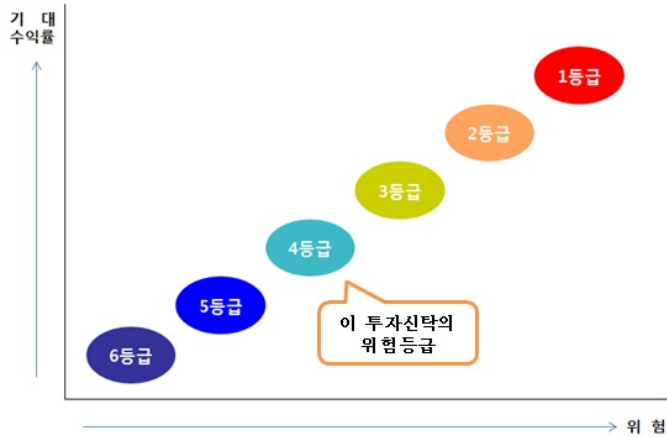 기 대
수익률
1등급
2등급
3등급
4등급
5등급
이 투자신탁의
위험등급
6등급
위 험